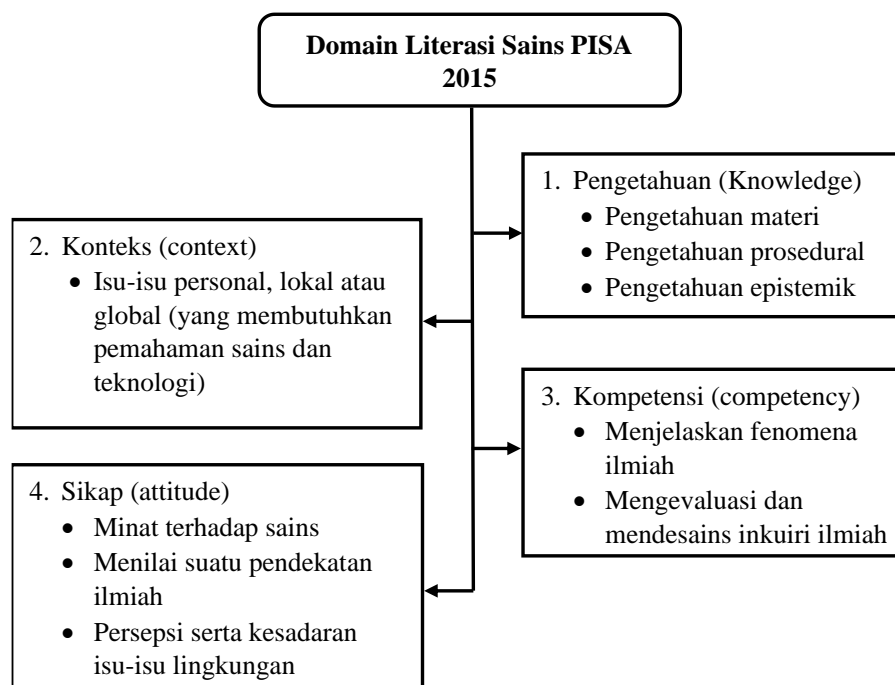 Domain Literasi Sains PISA
2015
1. Pengetahuan (Knowledge)
• Pengetahuan materi
• Pengetahuan prosedural
• Pengetahuan epistemik
2. Konteks (context)
• Isu-isu personal, lokal atau
global (yang membutuhkan
pemahaman sains dan
teknologi)
3. Kompetensi (competency)
• Menjelaskan fenomena
ilmiah
• Mengevaluasi dan
mendesains inkuiri ilmiah
4. Sikap (attitude)
• Minat terhadap sains
• Menilai suatu pendekatan
ilmiah
• Persepsi serta kesadaran
isu-isu lingkungan